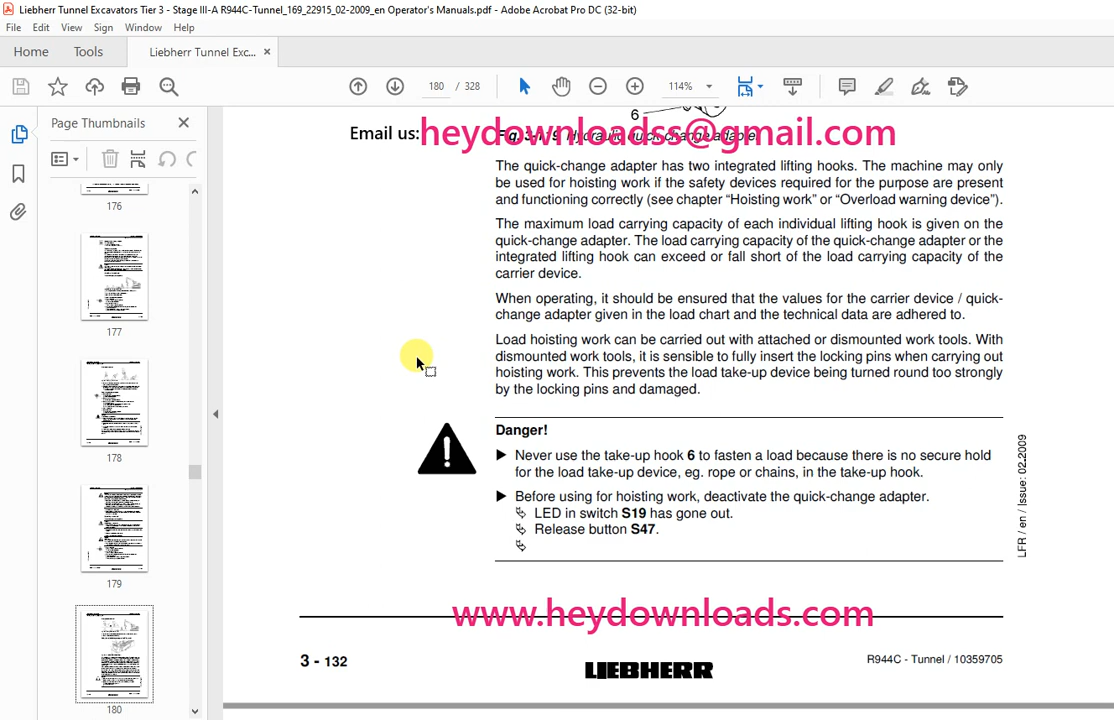 Liebherr Tunnel Excavators Tier 3 - Stage III-A R944C-Tunnel_169_22915_02-2009_en Operator's Manuals.pdf - Adobe Acrobat Pro DC (32-bit)
File Edit View Sign Window Help
Home Tools Liebherr Tunnel Exc... ×
180 / 328 114%
Page Thumbnails
176
177
178
179
180
6
Email us: heydownloadss@gmail.com
Hydraulic quick-change adapter
The quick-change adapter has two integrated lifting hooks. The machine may only
be used for hoisting work if the safety devices required for the purpose are present
and functioning correctly (see chapter “Hoisting work” or “Overload warning device”).
The maximum load carrying capacity of each individual lifting hook is given on the
quick-change adapter. The load carrying capacity of the quick-change adapter or the
integrated lifting hook can exceed or fall short of the load carrying capacity of the
carrier device.
When operating, it should be ensured that the values for the carrier device / quick-
change adapter given in the load chart and the technical data are adhered to.
Load hoisting work can be carried out with attached or dismounted work tools. With
dismounted work tools, it is sensible to fully insert the locking pins when carrying out
hoisting work. This prevents the load take-up device being turned round too strongly
by the locking pins and damaged.
Danger!
Never use the take-up hook 6 to fasten a load because there is no secure hold
for the load take-up device, eg. rope or chains, in the take-up hook.
Before using for hoisting work, deactivate the quick-change adapter.
LED in switch S19 has gone out.
Release button S47.
LFR / en / Issue: 02.2009
www.heydownloads.com
3 - 132
LIEBHERR
R944C - Tunnel / 10359705